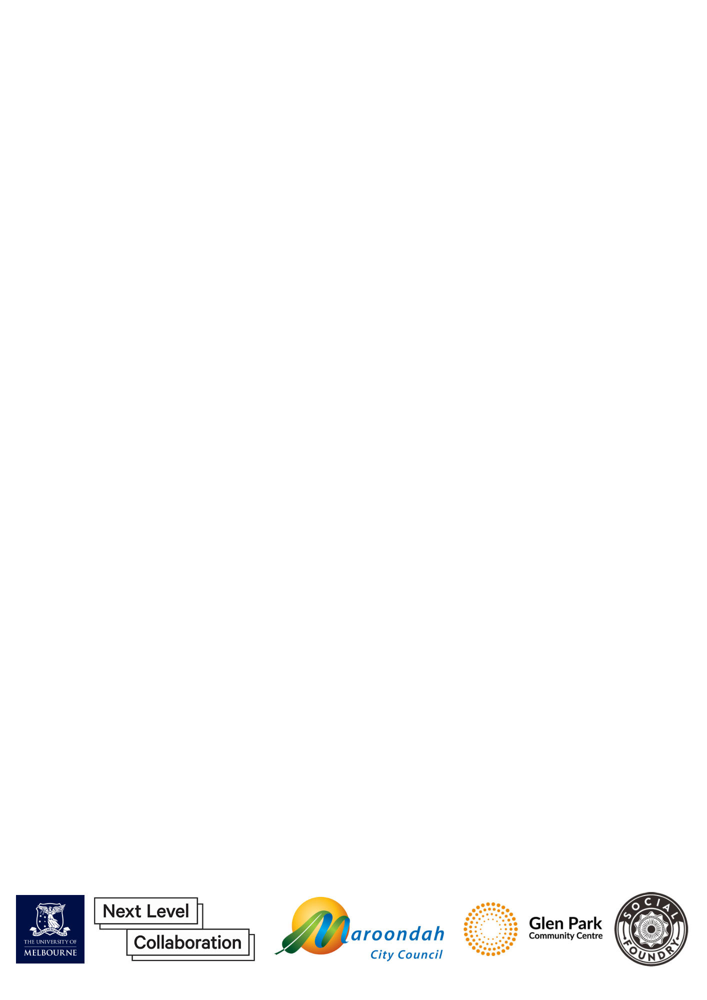 THE UNIVERSITY OF
MELBOURNE
Next Level
Collaboration
Maroondah
City Council
Glen Park
Community Centre
SOCIAL
FOUNDRY